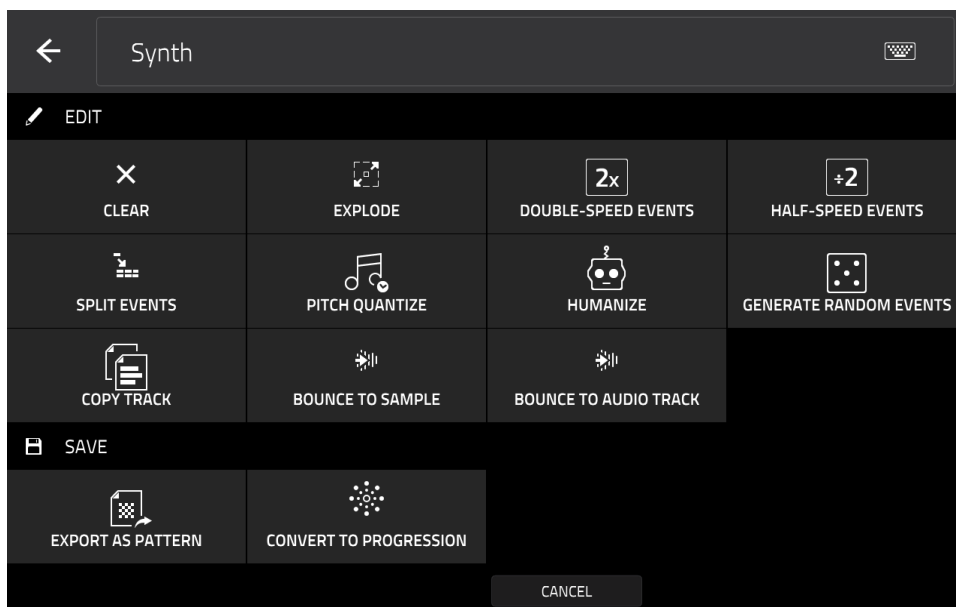 Synth
EDIT
CLEAR
EXPLODE
2x
DOUBLE-SPEED EVENTS
÷2
HALF-SPEED EVENTS
SPLIT EVENTS
PITCH QUANTIZE
HUMANIZE
GENERATE RANDOM EVENTS
COPY TRACK
BOUNCE TO SAMPLE
BOUNCE TO AUDIO TRACK
SAVE
EXPORT AS PATTERN
CONVERT TO PROGRESSION
CANCEL